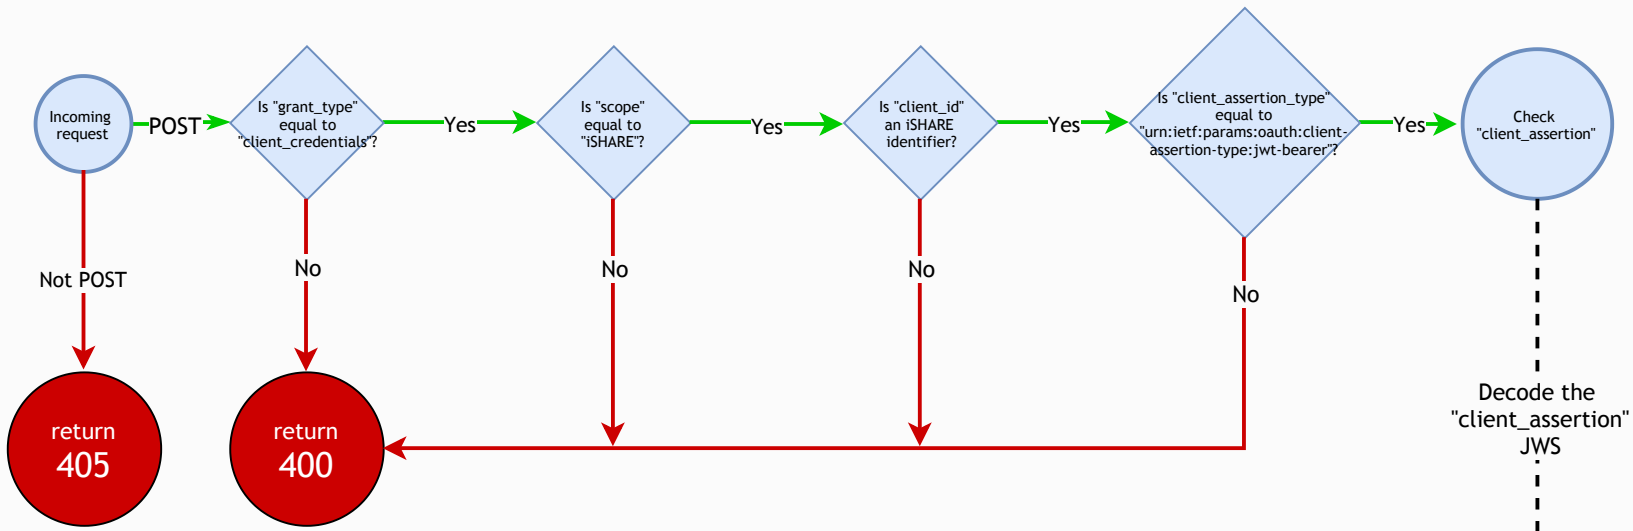 Incoming
request
POST
Is "grant_type"
equal to
"client_credentials"?
Yes
Is "scope"
equal to
"iSHARE"?
Yes
Is "client_id"
an iSHARE
identifier?
Yes
Is "client_assertion_type"
equal to
"urn:ietf:params:oauth:client-
assertion-type:jwt-bearer"?
Yes
Check
"client_assertion"
Not POST
No
No
No
No
return
405
return
400
Decode the
"client_assertion"
JWS